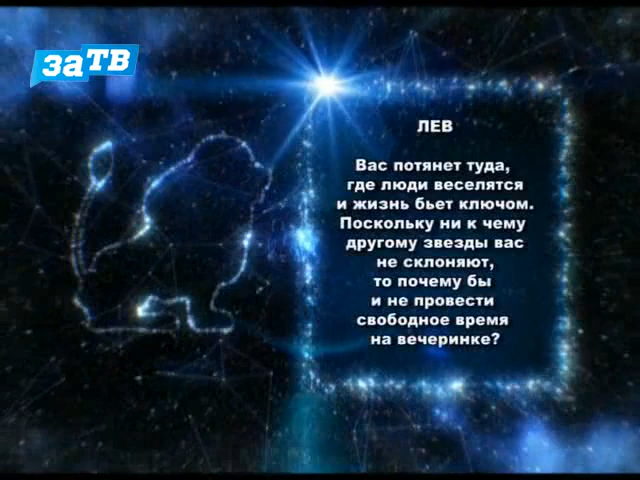 заТВ
ЛЕВ
Вас потянет туда,
где люди веселятся
и жизнь бьет ключом.
Поскольку ни к чему
другому звезды вас
не склоняют,
то почему бы
и не провести
свободное время
на вечеринке?